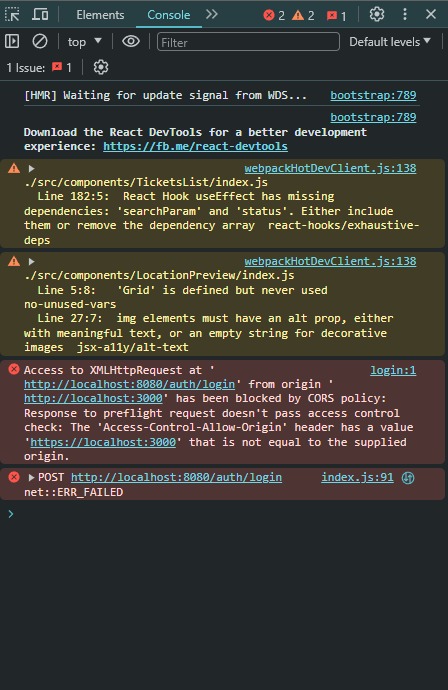 Elements Console 2 2 1
top Filter Default levels
1 Issue: 1
[HMR] Waiting for update signal from WDS... bootstrap:789
bootstrap:789
Download the React DevTools for a better development
experience: https://fb.me/react-devtools
webpackHotDevClient.js:138
./src/components/TicketsList/index.js
Line 182:5: React Hook useEffect has missing
dependencies: 'searchParam' and 'status'. Either include
them or remove the dependency array react-hooks/exhaustive-
deps
webpackHotDevClient.js:138
./src/components/LocationPreview/index.js
Line 5:8: 'Grid' is defined but never used
no-unused-vars
Line 27:7: img elements must have an alt prop, either
with meaningful text, or an empty string for decorative
images jsx-a11y/alt-text
Access to XMLHttpRequest at ' login:1
http://localhost:8080/auth/login' from origin '
http://localhost:3000' has been blocked by CORS policy:
Response to preflight request doesn't pass access control
check: The 'Access-Control-Allow-Origin' header has a value
'https://localhost:3000' that is not equal to the supplied
origin.
POST http://localhost:8080/auth/login index.js:91
net::ERR_FAILED